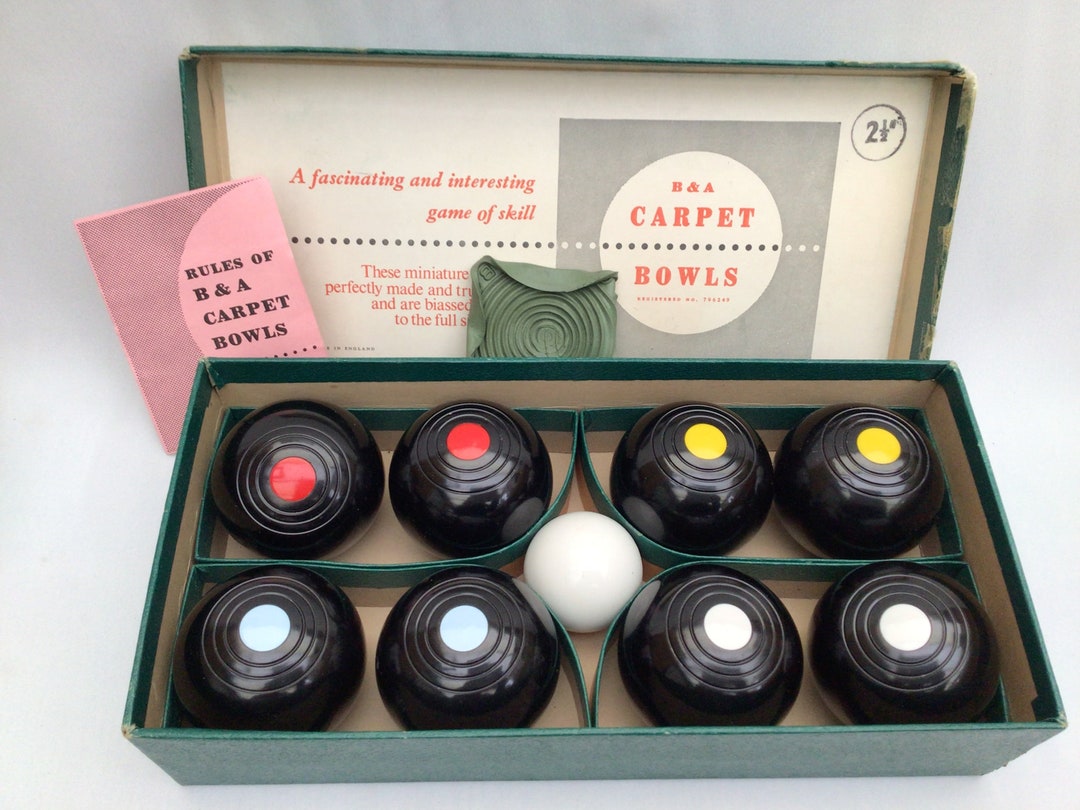 A fascinating and interesting
game of skill
These miniature
perfectly made and tru
and are biassed
to the full s
IN ENGLAND
B & A
CARPET
BOWLS
REGISTERED NO. 796249
2½"
RULES OF
B & A
CARPET
BOWLS